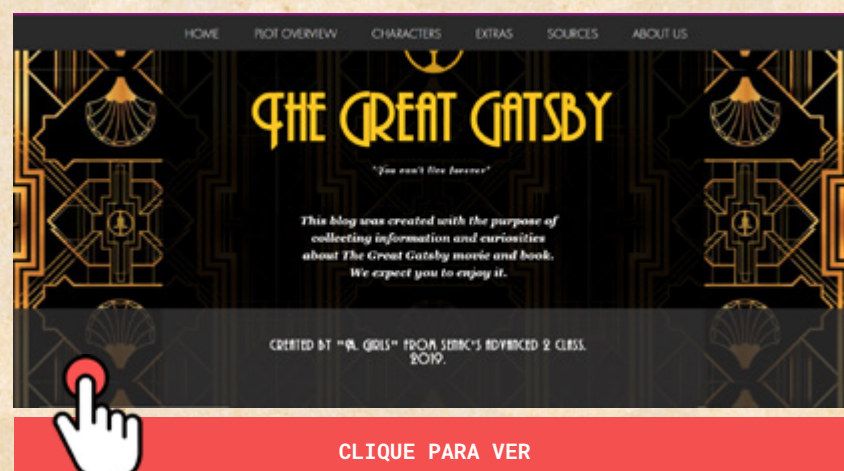 HOME PLOT OVERVIEW CHARACTERS EXTRAS SOURCES ABOUT US
THE GREAT GATSBY
"You can't live forever"
This blog was created with the purpose of
collecting information and curiosities
about The Great Gatsby movie and book.
We expect you to enjoy it.
CREATED BY "GA. GIRLS" FROM SENAC'S ADVANCED 2 CLASS.
2019.
CLIQUE PARA VER